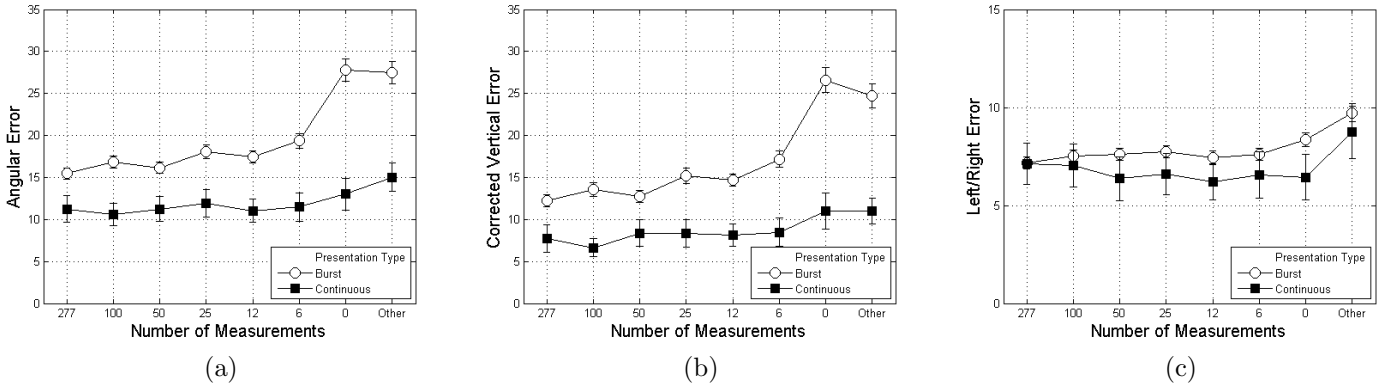 35
30
25
20
15
10
5
0
Angular Error
277 100 50 25 12 6 0 Other
Number of Measurements
Presentation Type
Burst
Continuous
(a)
35
30
25
20
15
10
5
0
Corrected Vertical Error
277 100 50 25 12 6 0 Other
Number of Measurements
Presentation Type
Burst
Continuous
(b)
15
10
5
0
Left/Right Error
277 100 50 25 12 6 0 Other
Number of Measurements
Presentation Type
Burst
Continuous
(c)